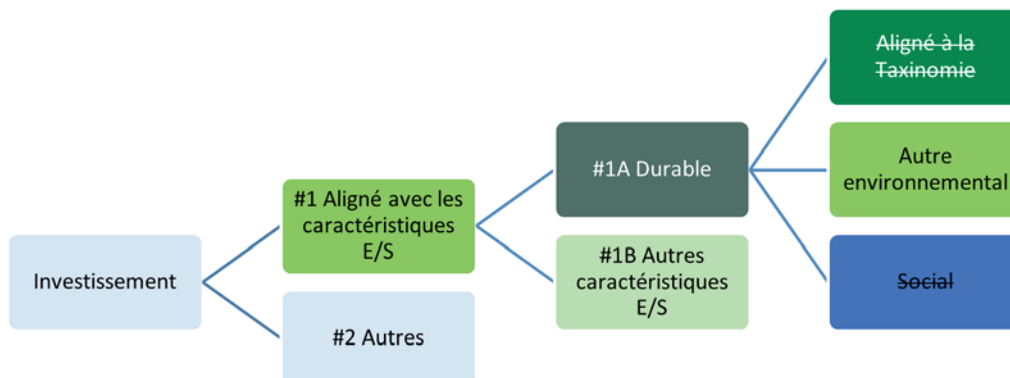 Investissement
#1 Aligné avec les
caractéristiques
E/S
#2 Autres
#1A Durable
#1B Autres
caractéristiques
E/S
Aligné à la
Taxinomie
Autre
environnemental
Social